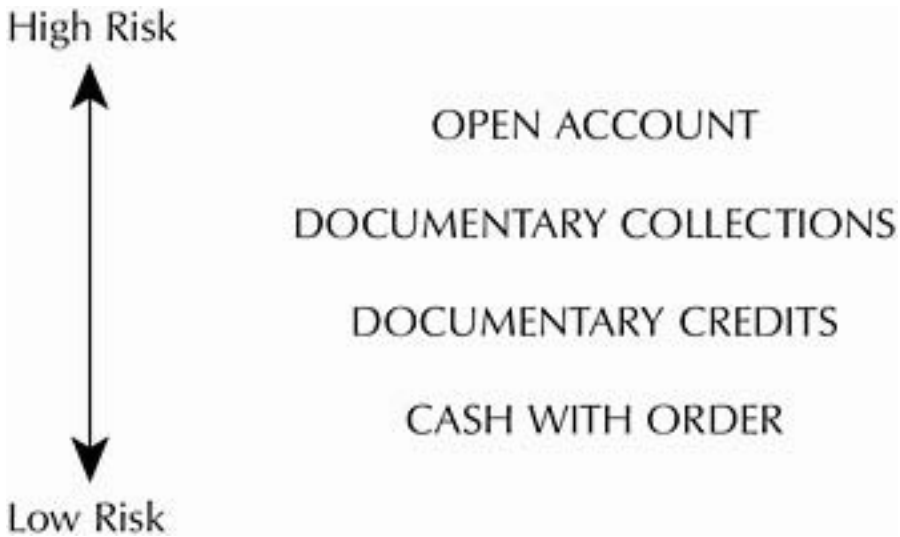 High Risk
OPEN ACCOUNT
DOCUMENTARY COLLECTIONS
DOCUMENTARY CREDITS
CASH WITH ORDER
Low Risk